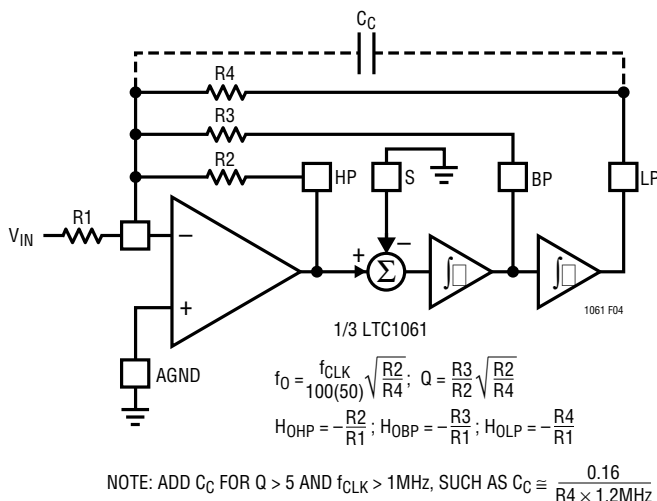 CC
R4
R3
R2
HP
S
BP
LP
R1
VIN
−
+
+
−
Σ
∫
∫
1061 F04
1/3 LTC1061
AGND
fO = fCLK/100(50) √(R2/R4); Q = R3/R2 √(R2/R4)
HOHP = −R2/R1; HOBP = −R3/R1; HOLP = −R4/R1
NOTE: ADD CC FOR Q > 5 AND fCLK > 1MHz, SUCH AS CC ≅ 0.16/(R4 × 1.2MHz)